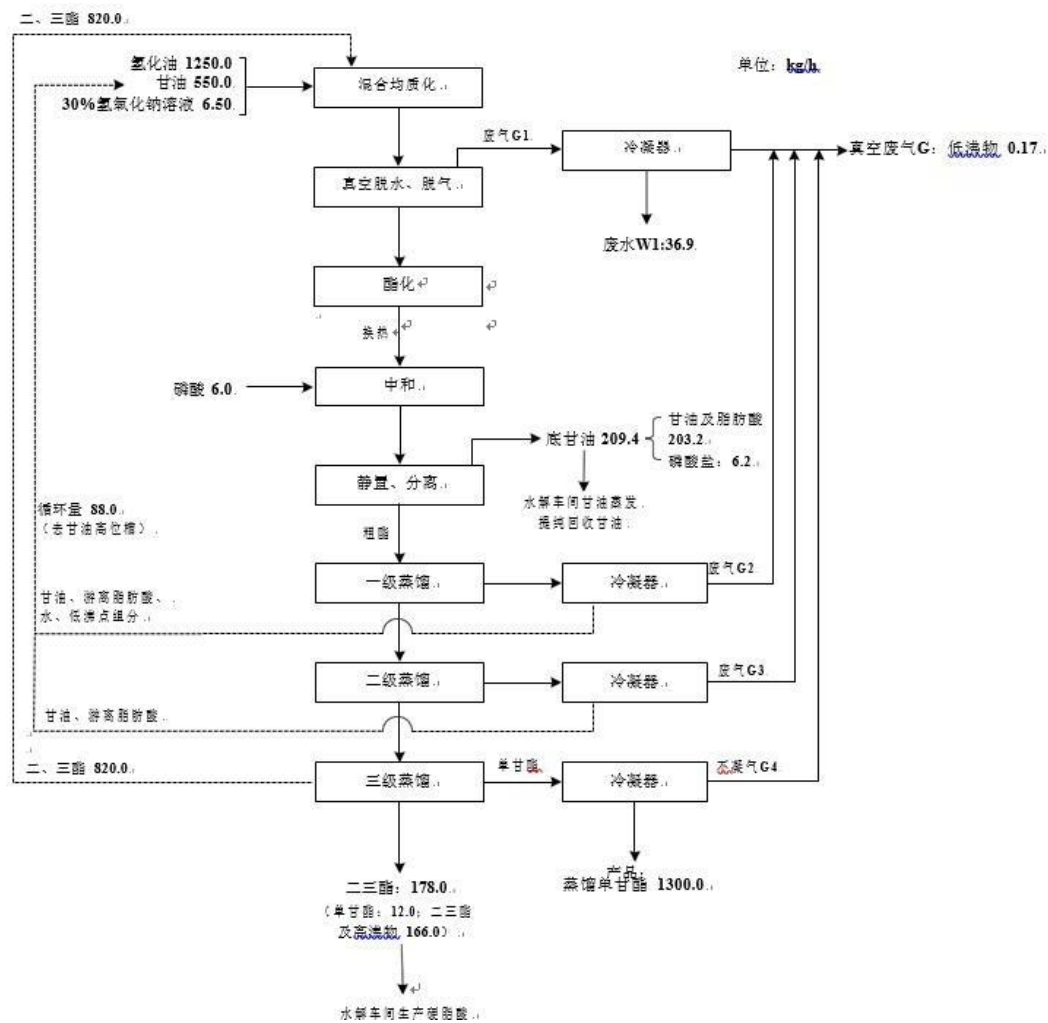 二、三酯 820.0
氢化油 1250.0
甘油 550.0
30%氢氧化钠溶液 6.50
混合均质化
单位：kg/h
废气G1
冷凝器
真空废气G：低沸物 0.17
真空脱水、脱气
废水W1:36.9
酯化
换热
磷酸 6.0
中和
底甘油 209.4
甘油及脂肪酸
203.2
磷酸盐：6.2
静置、分离
水解车间甘油蒸发
提纯回收甘油
循环量 88.0
（去甘油高位槽）
粗酯
一级蒸馏
冷凝器
废气G2
甘油、游离脂肪酸、
水、低沸点组分
二级蒸馏
冷凝器
废气G3
甘油、游离脂肪酸
二、三酯 820.0
三级蒸馏
单甘酯
冷凝器
不凝气G4
产品：
蒸馏单甘酯 1300.0
二三酯：178.0
（单甘酯：12.0；二三酯
及高沸物 166.0）
水解车间生产硬脂酸